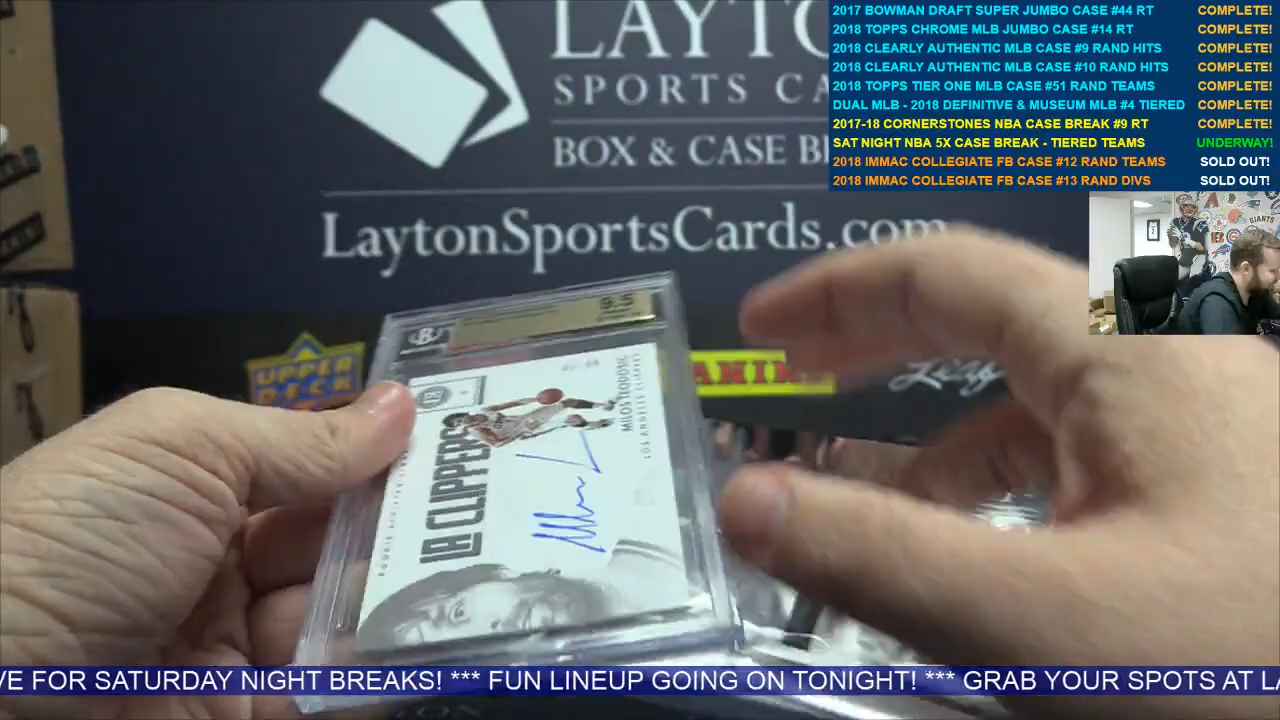 LAYTO
SPORTS CA
BOX & CASE B
LaytonSportsCards.com
2017 BOWMAN DRAFT SUPER JUMBO CASE #44 RT COMPLETE!
2018 TOPPS CHROME MLB JUMBO CASE #14 RT COMPLETE!
2018 CLEARLY AUTHENTIC MLB CASE #9 RAND HITS COMPLETE!
2018 CLEARLY AUTHENTIC MLB CASE #10 RAND HITS COMPLETE!
2018 TOPPS TIER ONE MLB CASE #51 RAND TEAMS COMPLETE!
DUAL MLB - 2018 DEFINITIVE & MUSEUM MLB #4 TIERED COMPLETE!
2017-18 CORNERSTONES NBA CASE BREAK #9 RT COMPLETE!
SAT NIGHT NBA 5X CASE BREAK - TIERED TEAMS UNDERWAY!
2018 IMMAC COLLEGIATE FB CASE #12 RAND TEAMS SOLD OUT!
2018 IMMAC COLLEGIATE FB CASE #13 RAND DIVS SOLD OUT!
GIANTS
UPPER
DECK
PANINI
Leaf
9.5
LA CLIPPERS
MILOS TEODOSIC
LOS ANGELES CLIPPERS
VE FOR SATURDAY NIGHT BREAKS! *** FUN LINEUP GOING ON TONIGHT! *** GRAB YOUR SPOTS AT LA